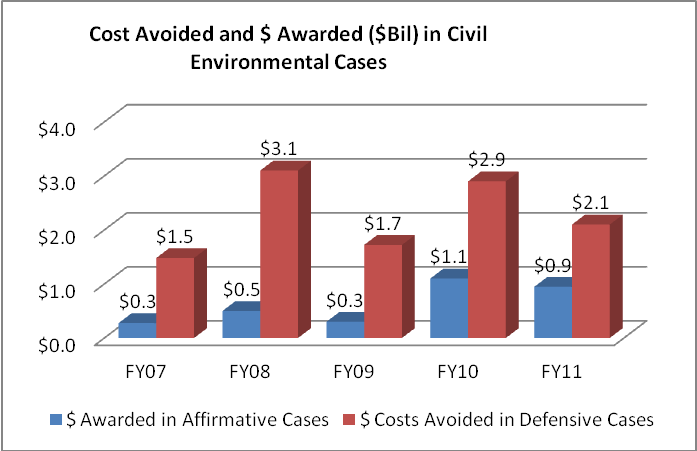 Cost Avoided and $ Awarded ($Bil) in Civil
Environmental Cases
$4.0
$3.0
$2.0
$1.0
$0.0
$0.3
$1.5
$0.5
$3.1
$0.3
$1.7
$1.1
$2.9
$0.9
$2.1
FY07
FY08
FY09
FY10
FY11
$ Awarded in Affirmative Cases
$ Costs Avoided in Defensive Cases